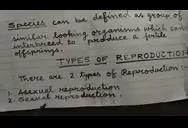 Species can be defined as group of
similar looking organisms which can
interbreed to produce a fertile
offsprings.
TYPES OF REPRODUCTION
There are 2 types of Reproduction
1. Asexual reproduction
2. Sexual reproduction.